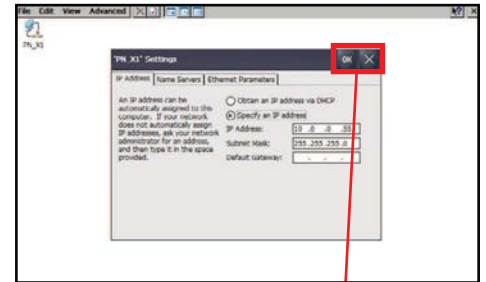 File Edit View Advanced
PN_X1
'PN_X1' Settings OK
IP Address Name Servers Ethernet Parameters
An IP address can be
automatically assigned to this
computer. If your network
does not automatically assign
IP addresses, ask your network
administrator for an address,
and then type it in the space
provided.
Obtain an IP address via DHCP
Specify an IP address
IP Address: 10 .0 .0 .55
Subnet Mask: 255 .255 .255 .0
Default Gateway: . . .